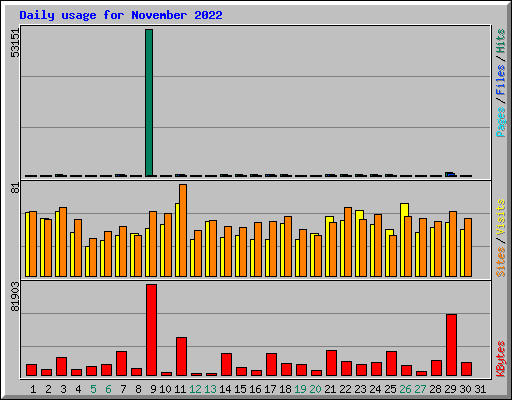 Daily usage for November 2022
53151
Pages/Files/Hits
81
Sites/Visits
81903
KBytes
1 2 3 4 5 6 7 8 9 10 11 12 13 14 15 16 17 18 19 20 21 22 23 24 25 26 27 28 29 30 31